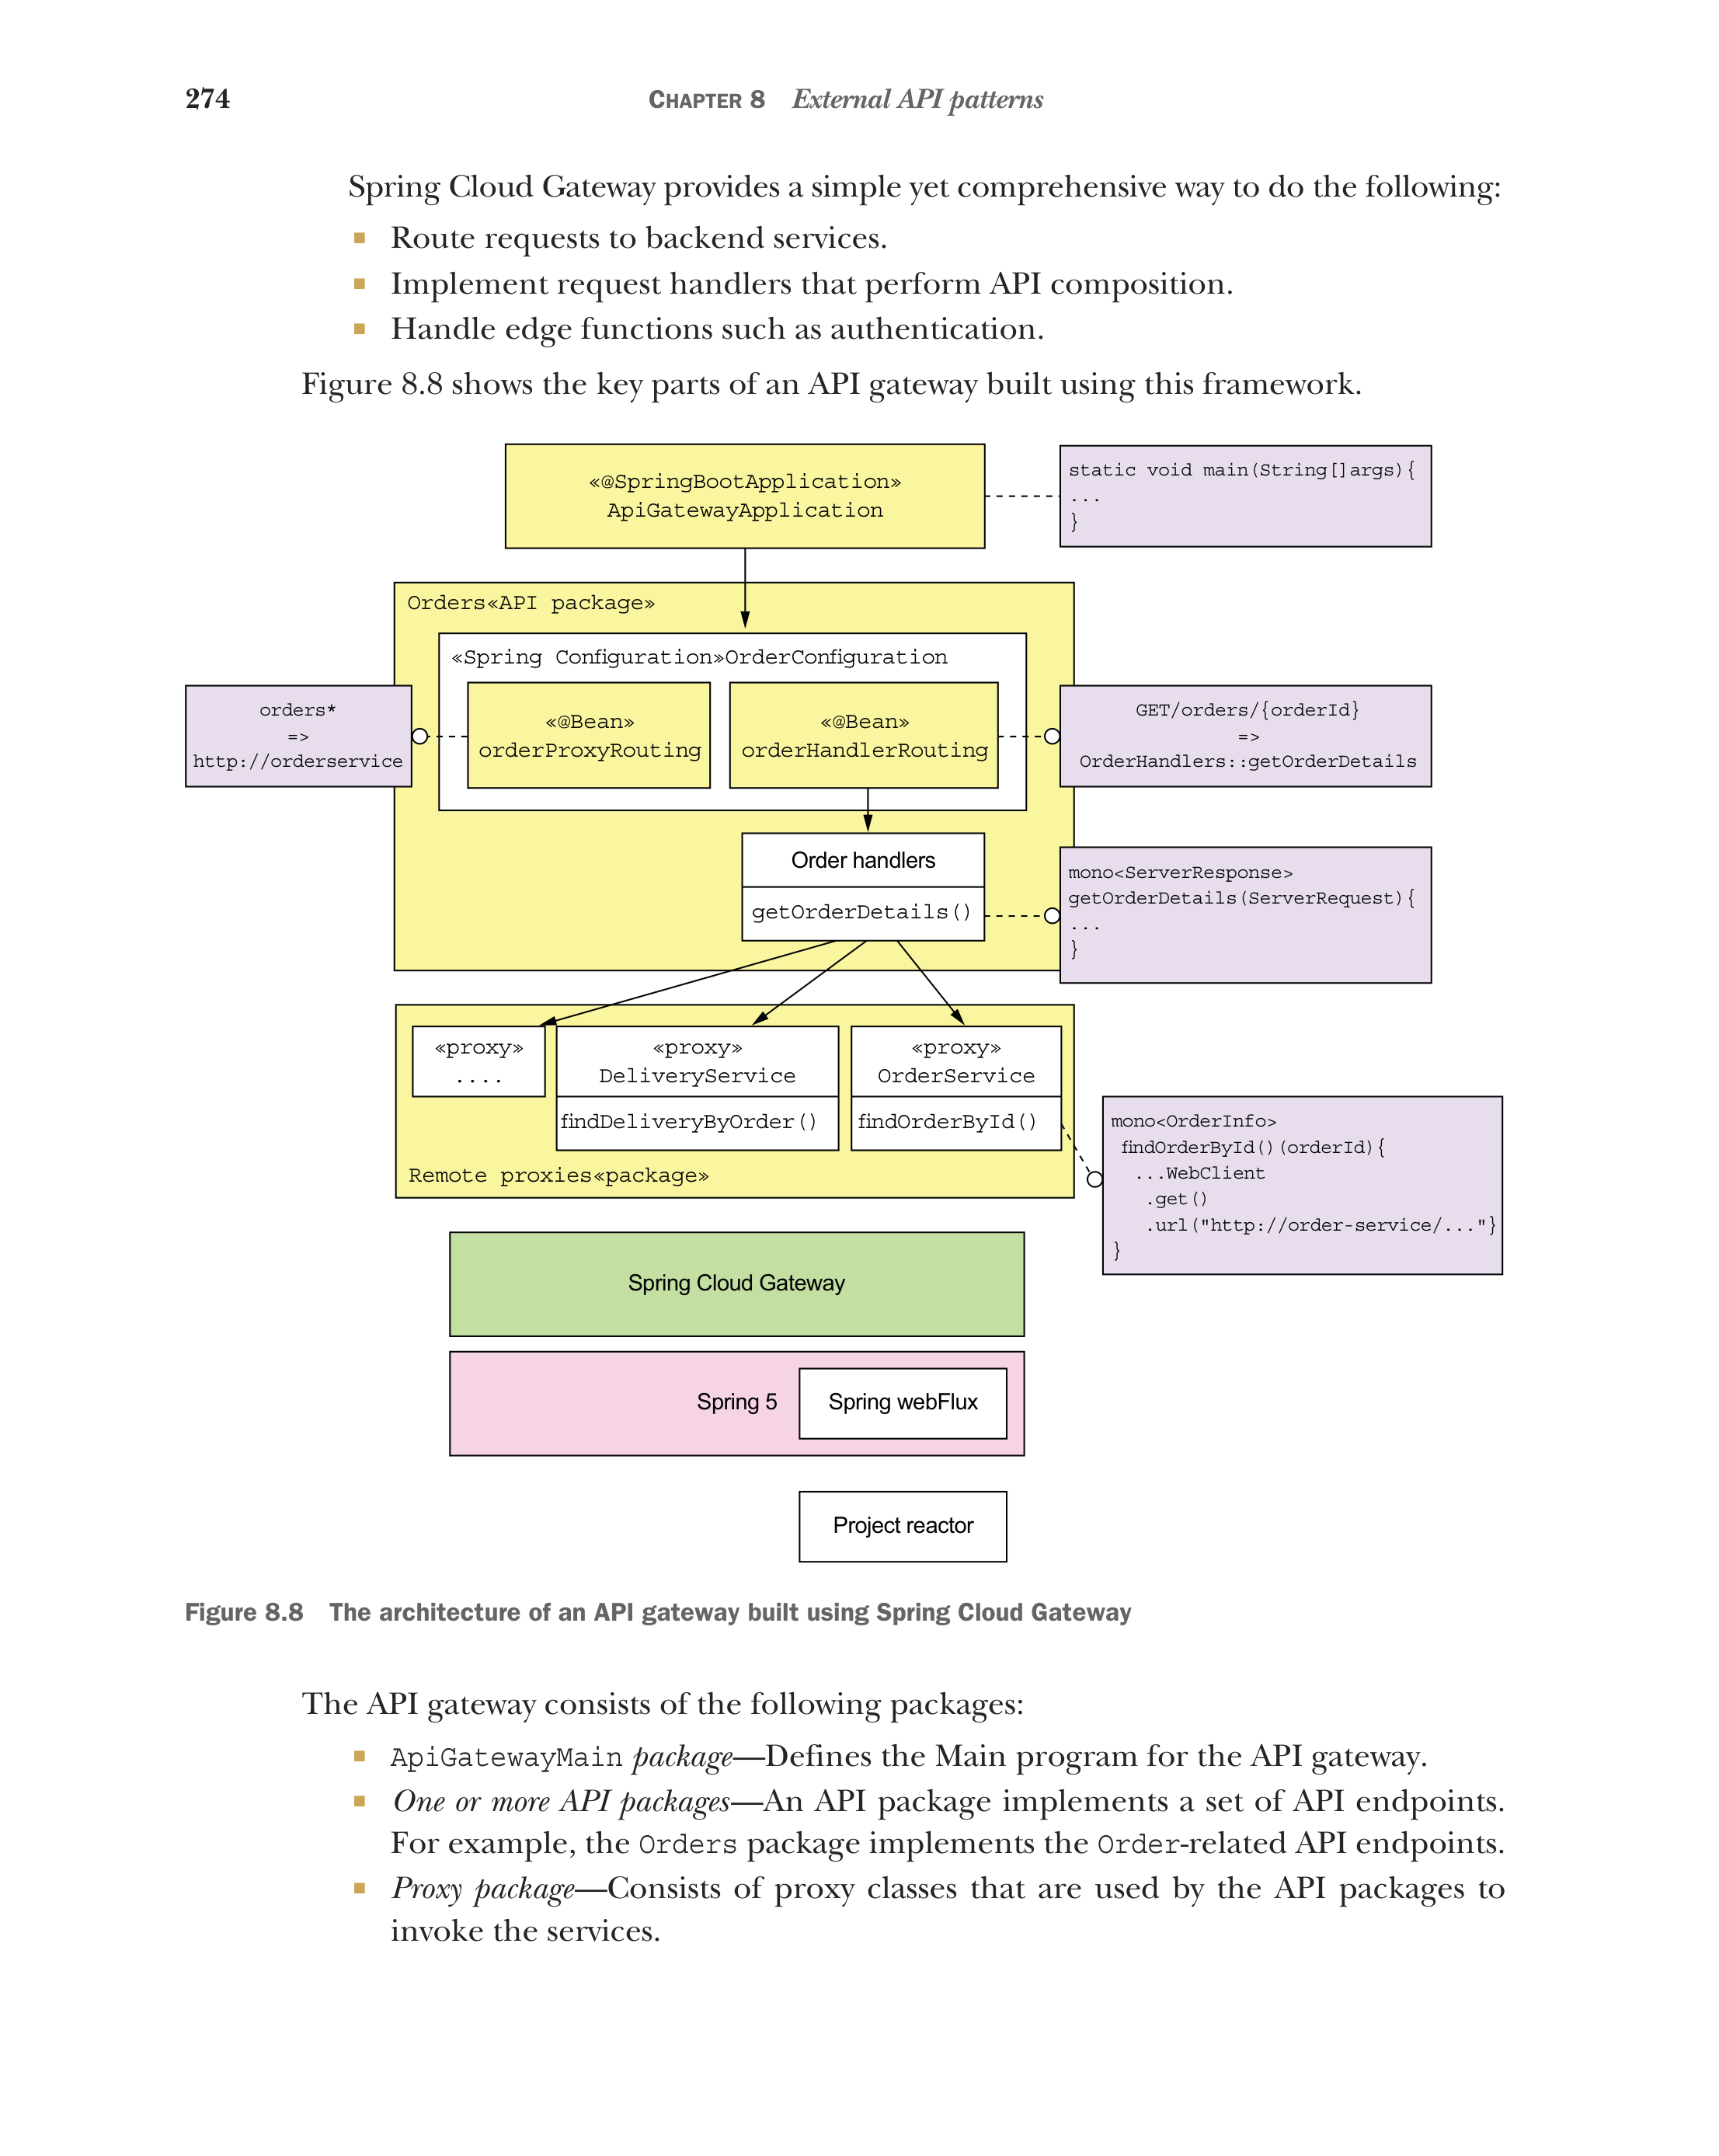 274
CHAPTER 8 External API patterns
Spring Cloud Gateway provides a simple yet comprehensive way to do the following:
■ Route requests to backend services.
■ Implement request handlers that perform API composition.
■ Handle edge functions such as authentication.
Figure 8.8 shows the key parts of an API gateway built using this framework.
«@SpringBootApplication»
ApiGatewayApplication
static void main(String[]args){
...
}
Orders«API package»
«Spring Configuration»OrderConfiguration
orders*
=>
http://orderservice
«@Bean»
orderProxyRouting
«@Bean»
orderHandlerRouting
GET/orders/{orderId}
=>
OrderHandlers::getOrderDetails
Order handlers
getOrderDetails()
mono<ServerResponse>
getOrderDetails(ServerRequest){
...
}
«proxy»
....
«proxy»
DeliveryService
findDeliveryByOrder()
«proxy»
OrderService
findOrderById()
Remote proxies«package»
mono<OrderInfo>
findOrderById()(orderId){
...WebClient
.get()
.url("http://order-service/..."}
}
Spring Cloud Gateway
Spring 5
Spring webFlux
Project reactor
Figure 8.8 The architecture of an API gateway built using Spring Cloud Gateway
The API gateway consists of the following packages:
■ ApiGatewayMain package—Defines the Main program for the API gateway.
■ One or more API packages—An API package implements a set of API endpoints.
For example, the Orders package implements the Order-related API endpoints.
■ Proxy package—Consists of proxy classes that are used by the API packages to
invoke the services.